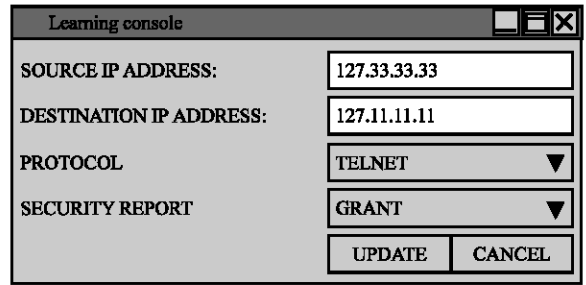 Learning console
SOURCE IP ADDRESS: 127.33.33.33
DESTINATION IP ADDRESS: 127.11.11.11
PROTOCOL TELNET
SECURITY REPORT GRANT
UPDATE CANCEL